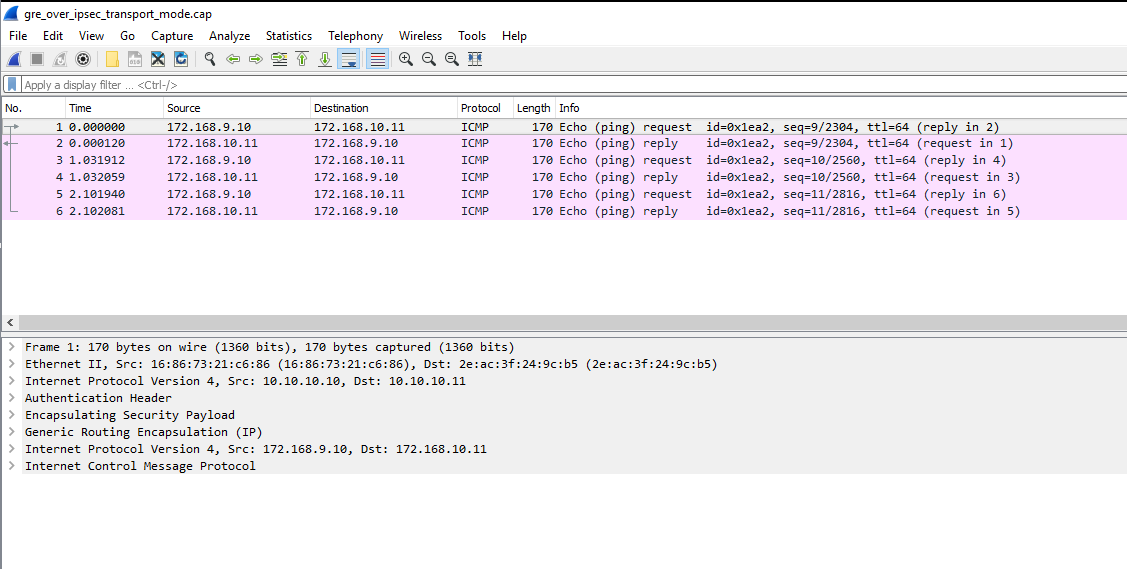 gre_over_ipsec_transport_mode.cap
File Edit View Go Capture Analyze Statistics Telephony Wireless Tools Help
Apply a display filter ... <Ctrl-/>
No. Time Source Destination Protocol Length Info
1 0.000000 172.168.9.10 172.168.10.11 ICMP 170 Echo (ping) request id=0x1ea2, seq=9/2304, ttl=64 (reply in 2)
2 0.000120 172.168.10.11 172.168.9.10 ICMP 170 Echo (ping) reply id=0x1ea2, seq=9/2304, ttl=64 (request in 1)
3 1.031912 172.168.9.10 172.168.10.11 ICMP 170 Echo (ping) request id=0x1ea2, seq=10/2560, ttl=64 (reply in 4)
4 1.032059 172.168.10.11 172.168.9.10 ICMP 170 Echo (ping) reply id=0x1ea2, seq=10/2560, ttl=64 (request in 3)
5 2.101940 172.168.9.10 172.168.10.11 ICMP 170 Echo (ping) request id=0x1ea2, seq=11/2816, ttl=64 (reply in 6)
6 2.102081 172.168.10.11 172.168.9.10 ICMP 170 Echo (ping) reply id=0x1ea2, seq=11/2816, ttl=64 (request in 5)
Frame 1: 170 bytes on wire (1360 bits), 170 bytes captured (1360 bits)
Ethernet II, Src: 16:86:73:21:c6:86 (16:86:73:21:c6:86), Dst: 2e:ac:3f:24:9c:b5 (2e:ac:3f:24:9c:b5)
Internet Protocol Version 4, Src: 10.10.10.10, Dst: 10.10.10.11
Authentication Header
Encapsulating Security Payload
Generic Routing Encapsulation (IP)
Internet Protocol Version 4, Src: 172.168.9.10, Dst: 172.168.10.11
Internet Control Message Protocol